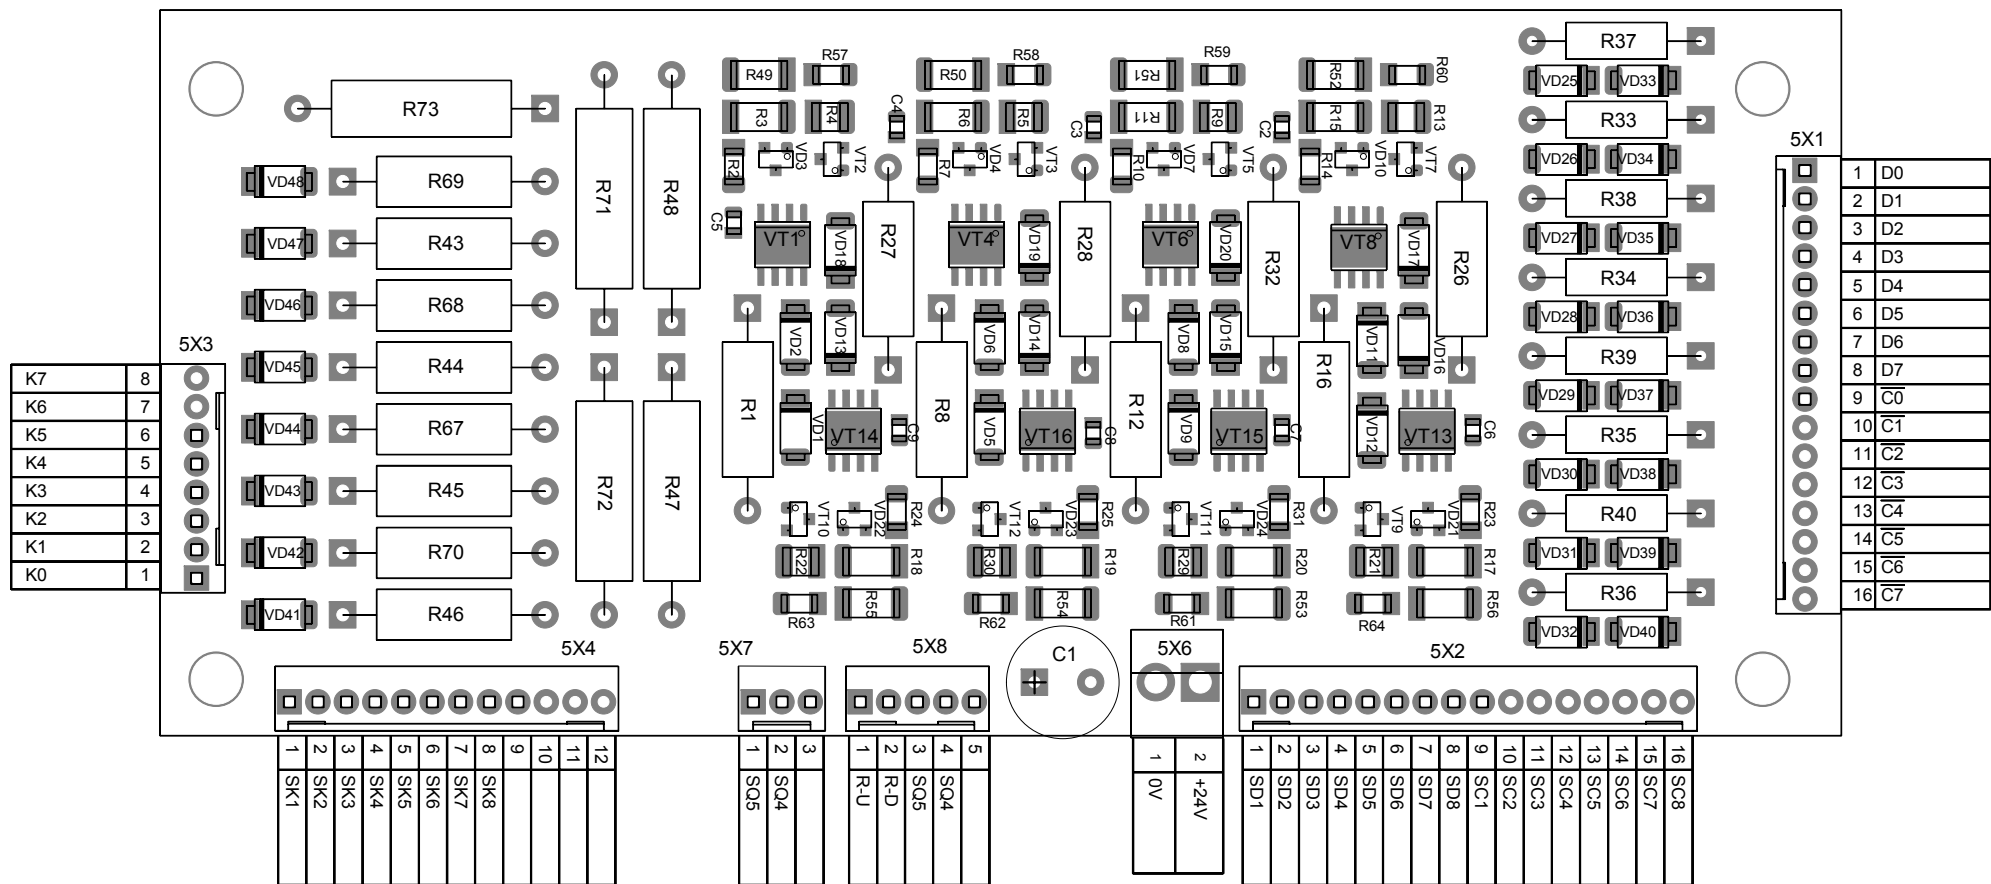 R37
R57
R58
R59
R60
R49
R50
R51
R52
VD25
VD33
R73
C4
C3
C2
R3
R4
R6
R5
R11
R9
R15
R13
R33
5X1
R2
VD3
VT2
R7
VD4
VT3
R10
VD7
VT5
R14
VD10
VT7
VD26
VD34
VD48
R69
R71
R48
R38
C5
VT1
VD18
R27
VT4
VD19
R28
VT6
VD20
R32
VT8
VD17
R26
VD27
VD35
VD47
R43
R34
VD46
R68
VD28
VD36
5X3
VD2
VD13
VD6
VD14
VD8
VD15
VD11
VD16
R39
VD45
R44
R1
R8
R12
R16
VD29
VD37
VD44
R67
VD1
VT14
C9
VD5
VT16
C8
VD9
VT15
C7
VD12
VT13
C6
R35
VD30
VD38
VD43
R45
R72
R47
VT10
VD22
R24
VT12
VD23
R25
VT11
VD24
R31
VT9
VD21
R23
R40
VD42
R70
R22
R18
R30
R19
R29
R20
R21
R17
VD31
VD39
R36
VD41
R46
R63
R55
R62
R54
R61
R53
R64
R56
VD32
VD40
5X4
5X7
5X8
C1
5X6
5X2
K7 8
K6 7
K5 6
K4 5
K3 4
K2 3
K1 2
K0 1
1 D0
2 D1
3 D2
4 D3
5 D4
6 D5
7 D6
8 D7
9 C̅0̅
10 C̅1̅
11 C̅2̅
12 C̅3̅
13 C̅4̅
14 C̅5̅
15 C̅6̅
16 C̅7̅
1 SK1
2 SK2
3 SK3
4 SK4
5 SK5
6 SK6
7 SK7
8 SK8
9
10
11
12
1 SQ5
2 SQ4
3
1 R-U
2 R-D
3 SQ5
4 SQ4
5
1 0V
2 +24V
1 SD1
2 SD2
3 SD3
4 SD4
5 SD5
6 SD6
7 SD7
8 SD8
9 SC1
10 SC2
11 SC3
12 SC4
13 SC5
14 SC6
15 SC7
16 SC8